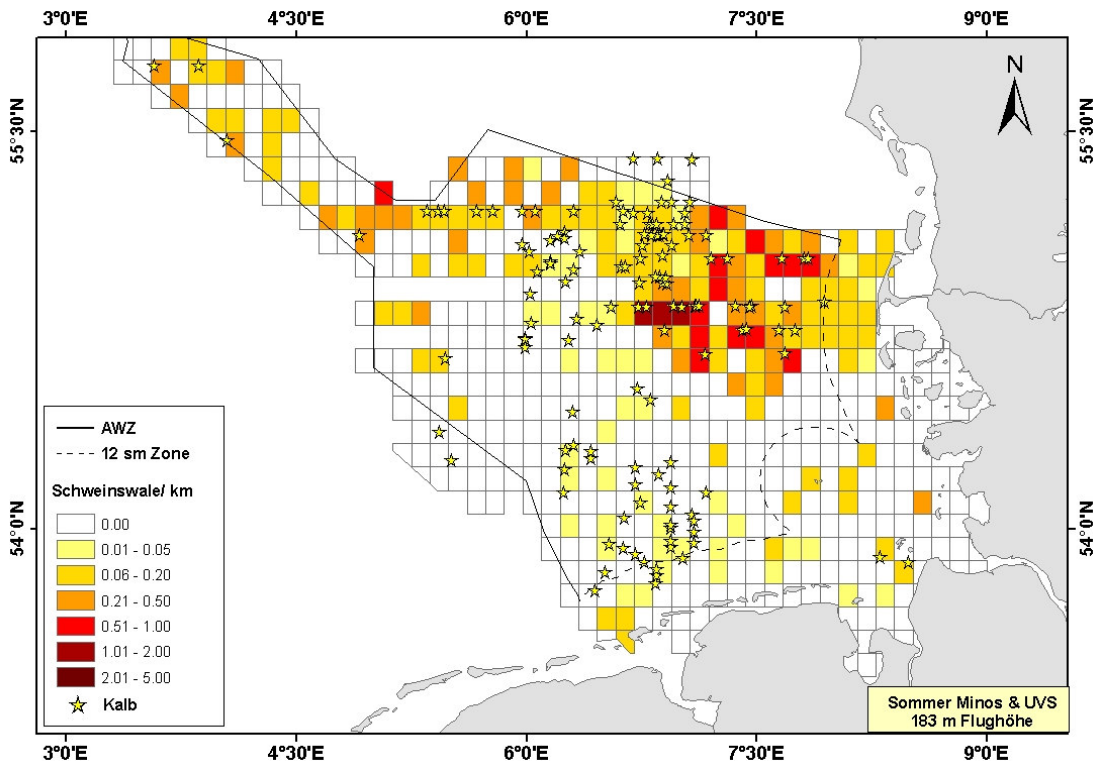 3°0'E 4°30'E 6°0'E 7°30'E 9°0'E
N
55°30'N 55°30'N
AWZ
12 sm Zone
Schweinswale/ km
0.00
0.01 - 0.05
0.06 - 0.20
0.21 - 0.50
0.51 - 1.00
1.01 - 2.00
2.01 - 5.00
Kalb
54°0'N 54°0'N
Sommer Minos & UVS
183 m Flughöhe
3°0'E 4°30'E 6°0'E 7°30'E 9°0'E